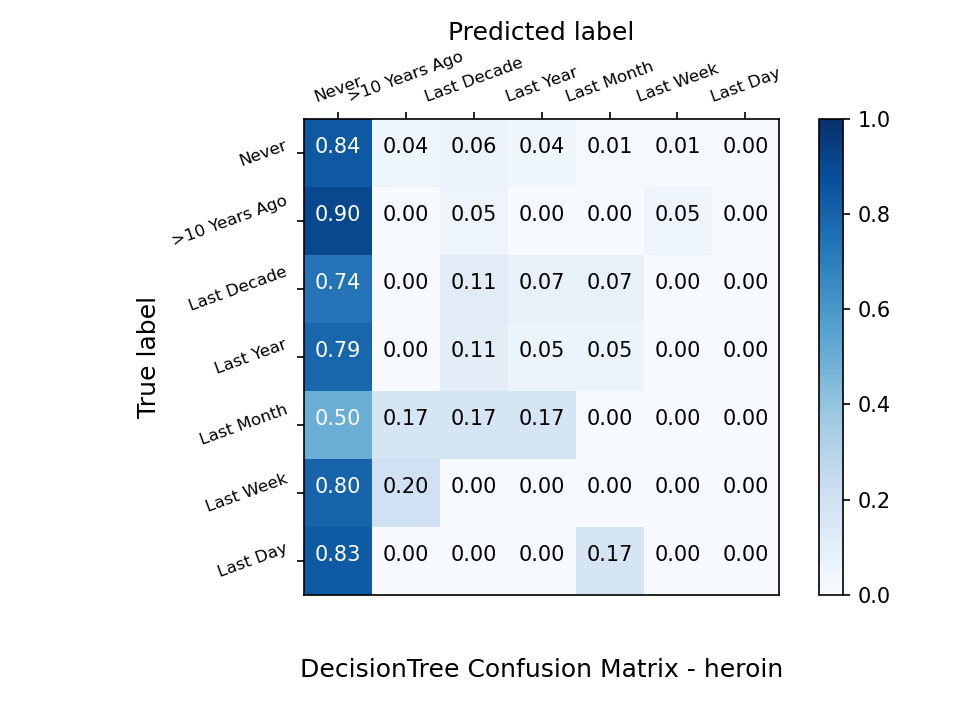 Predicted label
Never >10 Years Ago Last Decade Last Year Last Month Last Week Last Day
1.0
Never 0.84 0.04 0.06 0.04 0.01 0.01 0.00
>10 Years Ago 0.90 0.00 0.05 0.00 0.00 0.05 0.00
0.8
Last Decade 0.74 0.00 0.11 0.07 0.07 0.00 0.00
0.6
True label
Last Year 0.79 0.00 0.11 0.05 0.05 0.00 0.00
0.4
Last Month 0.50 0.17 0.17 0.17 0.00 0.00 0.00
Last Week 0.80 0.20 0.00 0.00 0.00 0.00 0.00
0.2
Last Day 0.83 0.00 0.00 0.00 0.17 0.00 0.00
0.0
DecisionTree Confusion Matrix - heroin